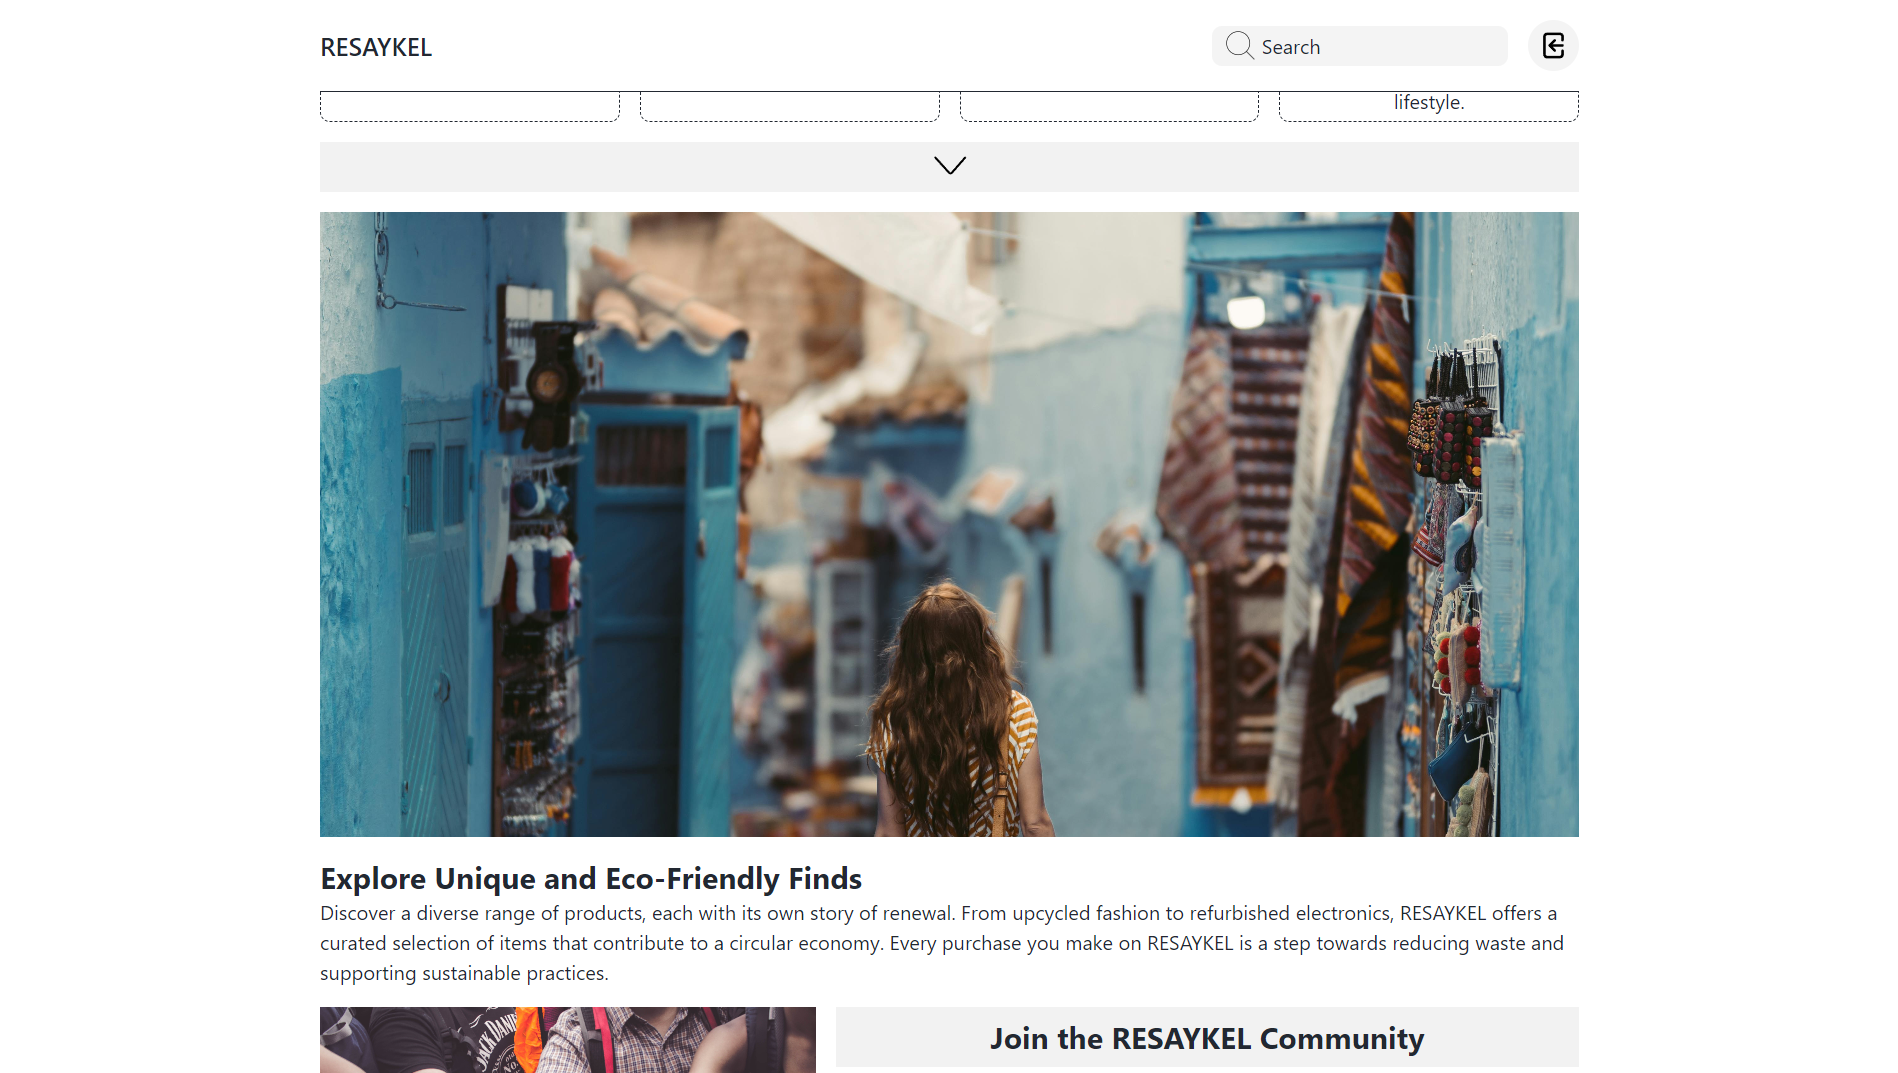 RESAYKEL
Search
lifestyle.
Explore Unique and Eco-Friendly Finds
Discover a diverse range of products, each with its own story of renewal. From upcycled fashion to refurbished electronics, RESAYKEL offers a
curated selection of items that contribute to a circular economy. Every purchase you make on RESAYKEL is a step towards reducing waste and
supporting sustainable practices.
JACK DANIEL
No.
Join the RESAYKEL Community